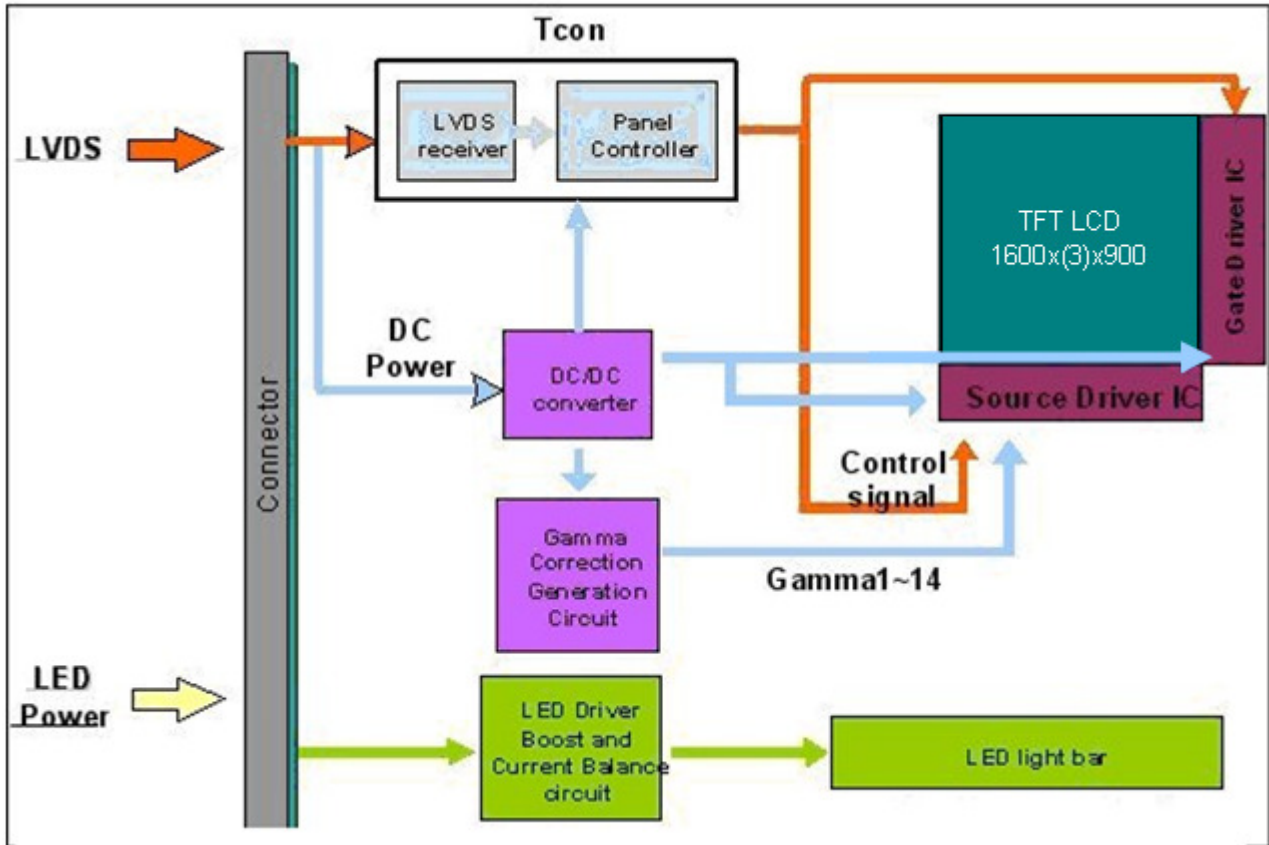 Tcon
LVDS
LVDS
receiver
Panel
Controller
TFT LCD
1600x(3)x900
Gate Driver IC
DC
Power
DC/DC
converter
Source Driver IC
Connector
Control
signal
Gamma
Correction
Generation
Circuit
Gamma1~14
LED
Power
LED Driver
Boost and
Current Balance
circuit
LED light bar